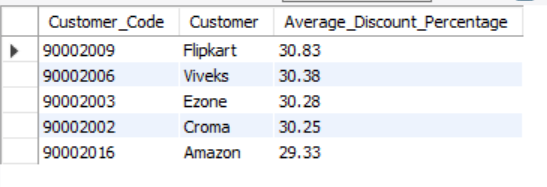 Customer_Code Customer Average_Discount_Percentage
90002009 Flipkart 30.83
90002006 Viveks 30.38
90002003 Ezone 30.28
90002002 Croma 30.25
90002016 Amazon 29.33